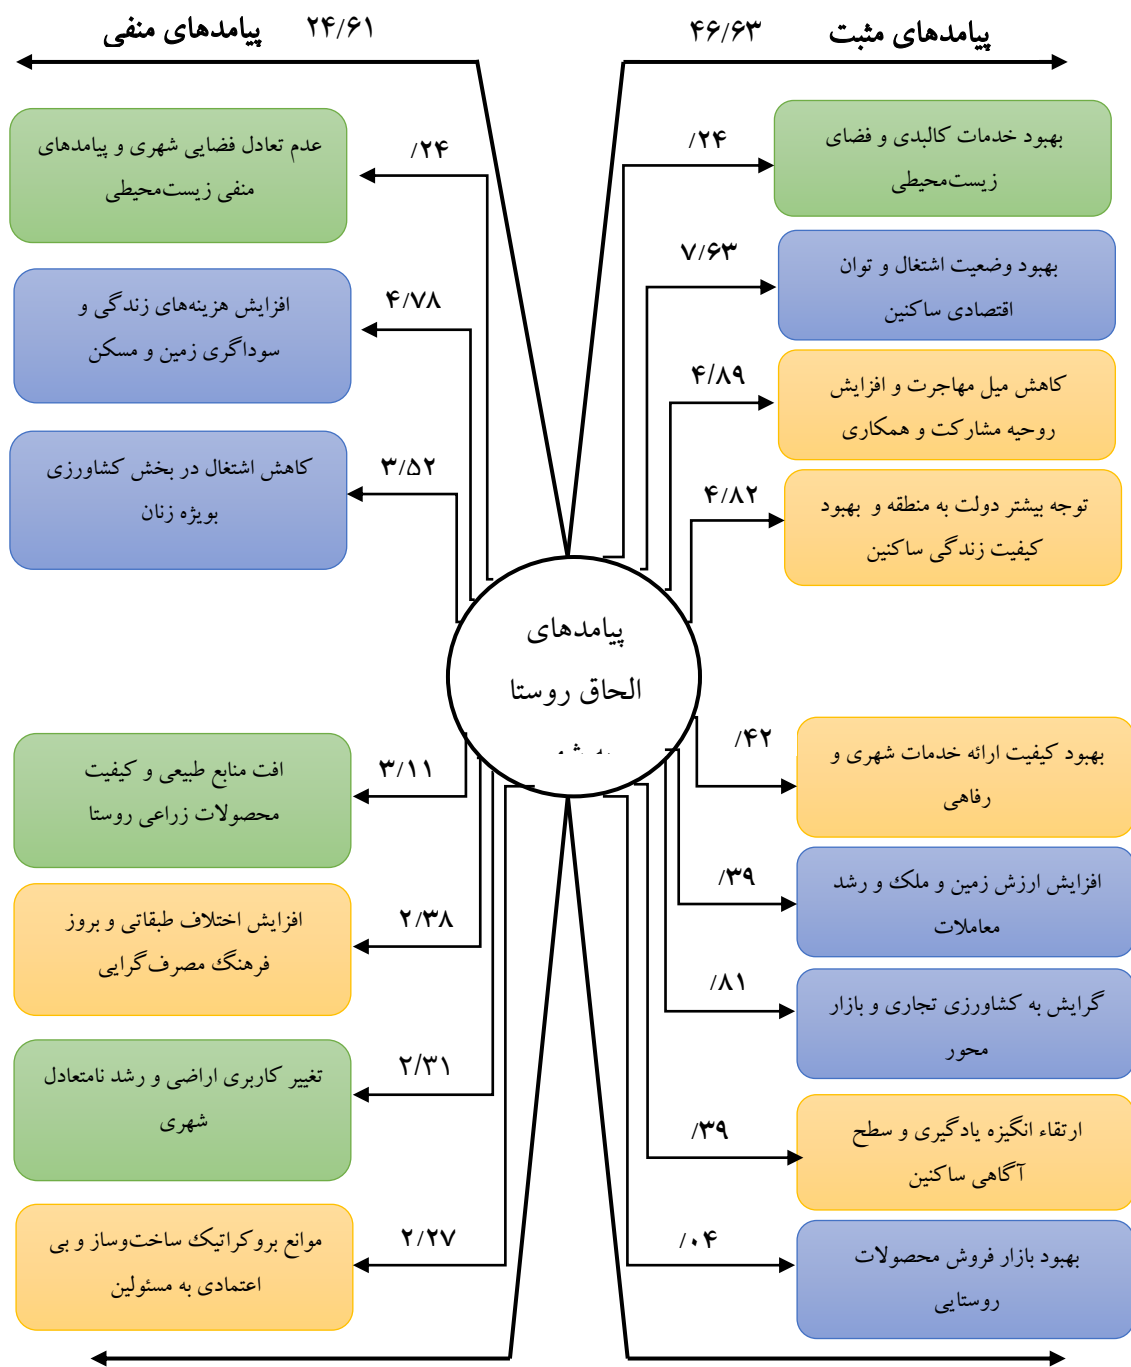 پیامدهای مثبت ۴۶/۶۳
/۲۴
بهبود خدمات کالبدی و فضای
زیست‌محیطی
۷/۶۳
بهبود وضعیت اشتغال و توان
اقتصادی ساکنین
۴/۸۹
کاهش میل مهاجرت و افزایش
روحیه مشارکت و همکاری
۴/۸۲
توجه بیشتر دولت به منطقه و بهبود
کیفیت زندگی ساکنین
/۴۲
بهبود کیفیت ارائه خدمات شهری و
رفاهی
/۳۹
افزایش ارزش زمین و ملک و رشد
معاملات
/۸۱
گرایش به کشاورزی تجاری و بازار
محور
/۳۹
ارتقاء انگیزه یادگیری و سطح
آگاهی ساکنین
/۰۴
بهبود بازار فروش محصولات
روستایی
پیامدهای
الحاق روستا
۲۴/۶۱ پیامدهای منفی
/۲۴
عدم تعادل فضایی شهری و پیامدهای
منفی زیست‌محیطی
۴/۷۸
افزایش هزینه‌های زندگی و
سوداگری زمین و مسکن
۳/۵۲
کاهش اشتغال در بخش کشاورزی
بویژه زنان
۳/۱۱
افت منابع طبیعی و کیفیت
محصولات زراعی روستا
۲/۳۸
افزایش اختلاف طبقاتی و بروز
فرهنگ مصرف‌گرایی
۲/۳۱
تغییر کاربری اراضی و رشد نامتعادل
شهری
۲/۲۷
موانع بروکراتیک ساخت‌وساز و بی
اعتمادی به مسئولین